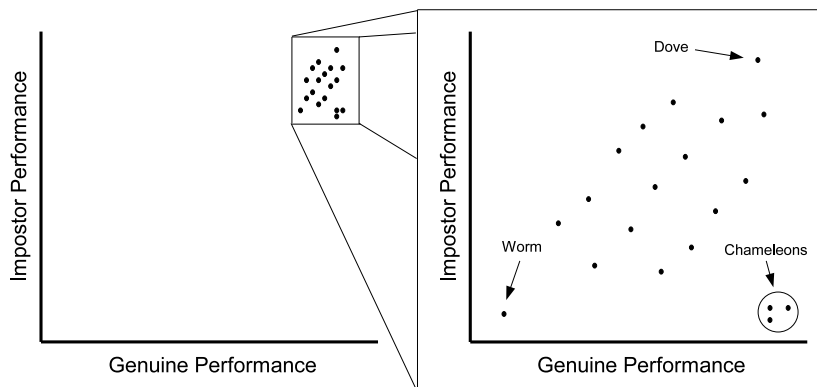 Impostor Performance
Genuine Performance
Impostor Performance
Dove
Worm
Chameleons
Genuine Performance